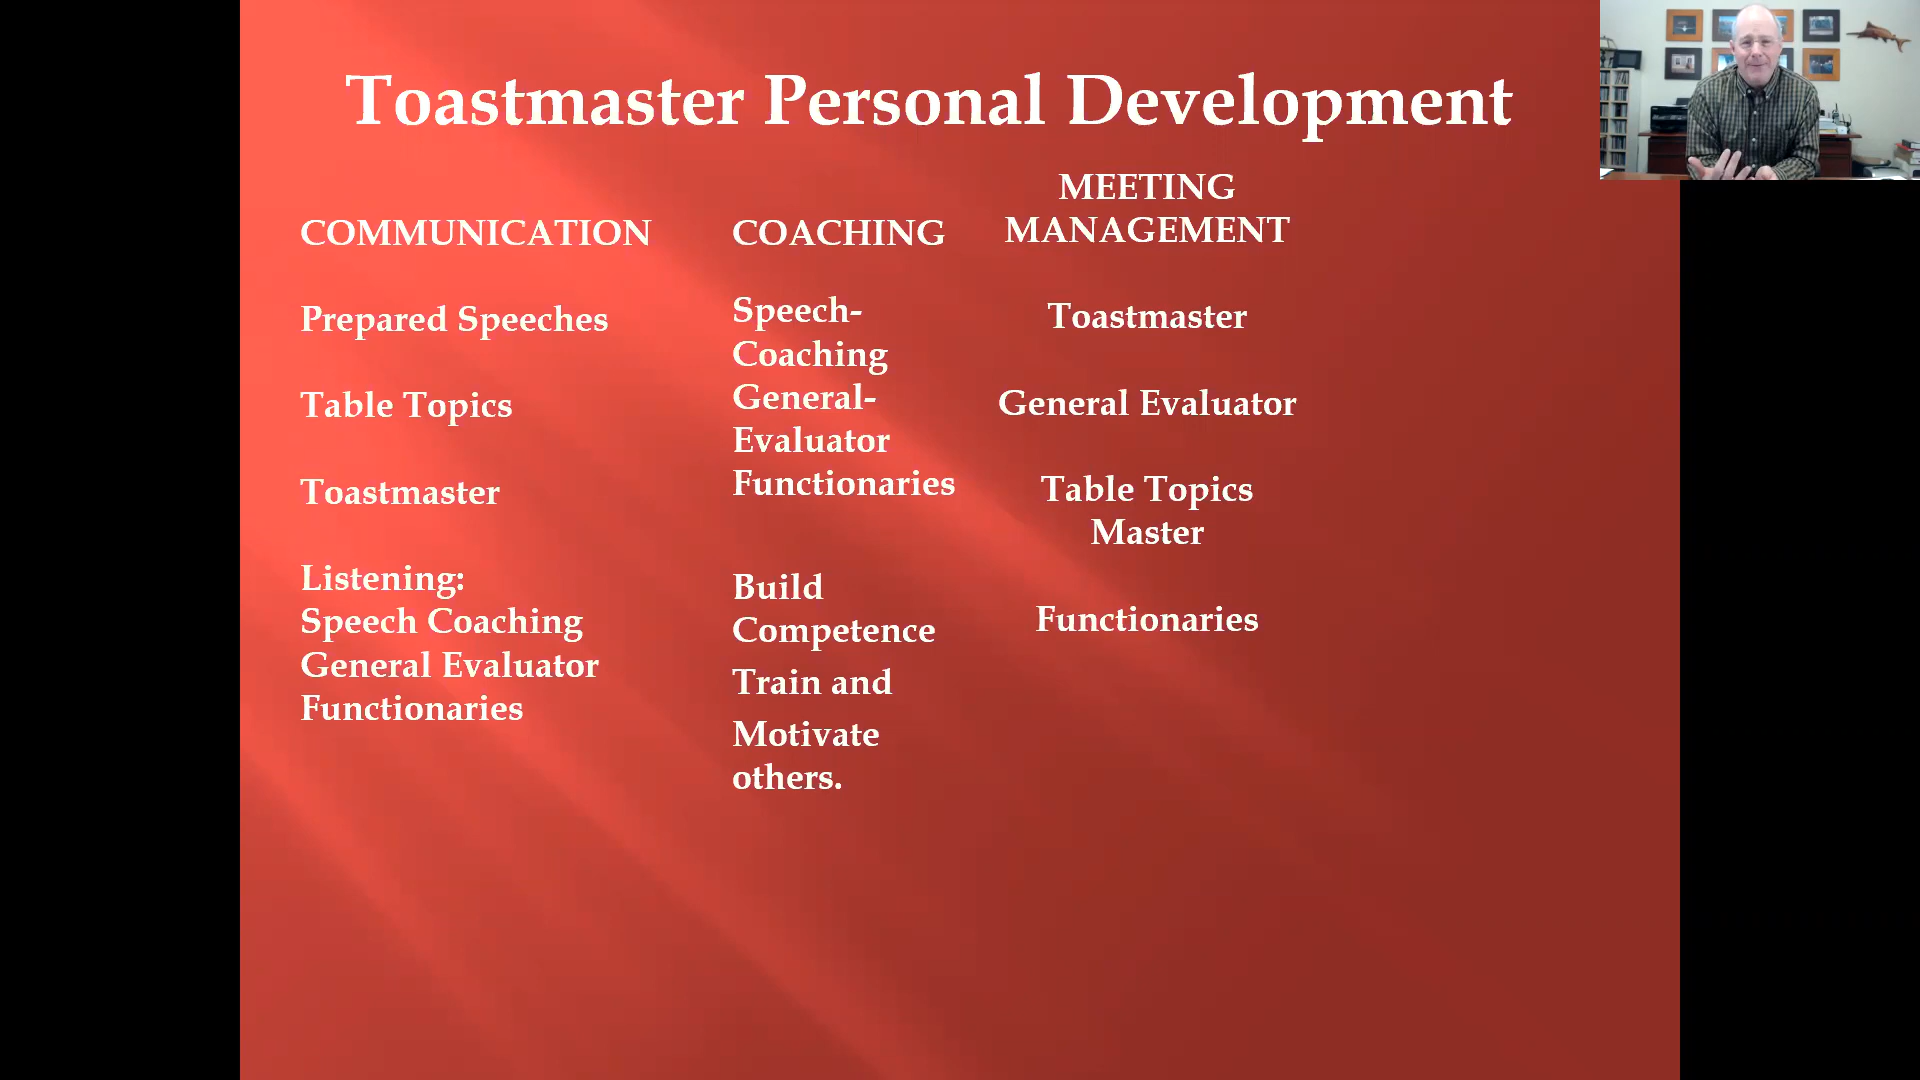 Toastmaster Personal Development
COMMUNICATION
Prepared Speeches
Table Topics
Toastmaster
Listening:
Speech Coaching
General Evaluator
Functionaries
COACHING
Speech-
Coaching
General-
Evaluator
Functionaries
Build
Competence
Train and
Motivate
others.
MEETING
MANAGEMENT
Toastmaster
General Evaluator
Table Topics
Master
Functionaries